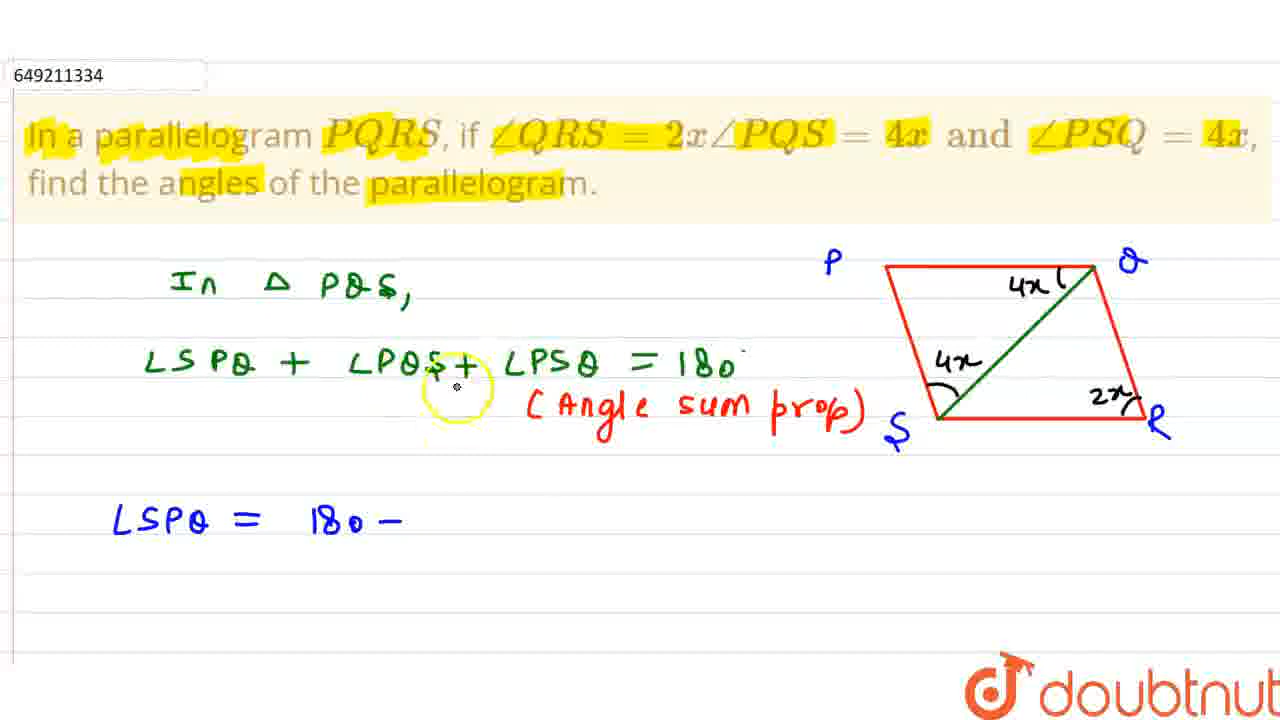 649211334
In a parallelogram PQRS, if ∠QRS = 2x∠PQS = 4x and ∠PSQ = 4x,
find the angles of the parallelogram.
In Δ PQS,
∠SPQ + ∠PQS + ∠PSQ = 180°
(Angle sum prop)
∠SPQ = 180 -
P
Q
4x
4x
2x
S
R
doubtnut